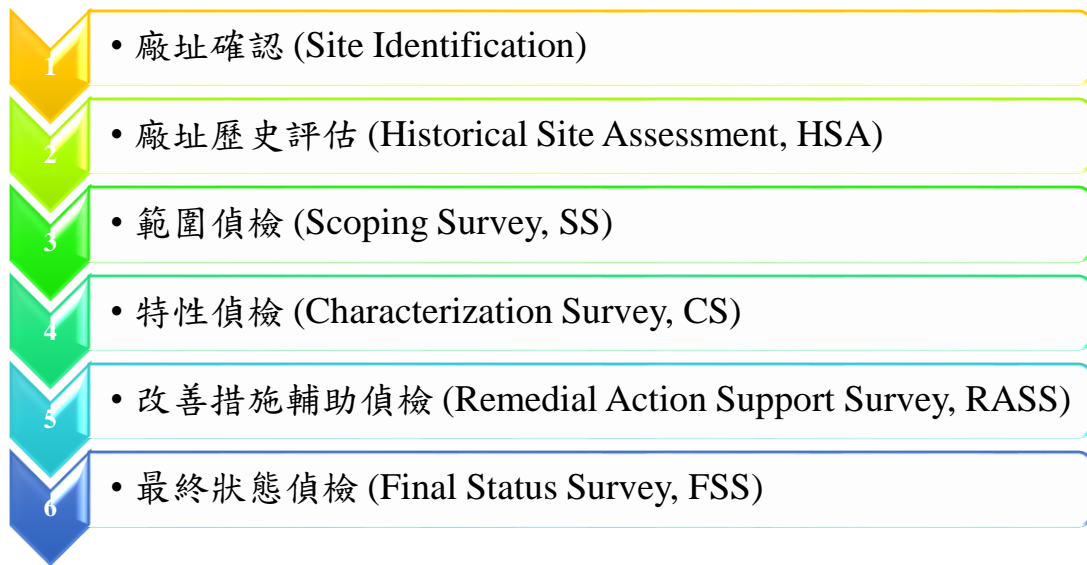 1
• 廠址確認 (Site Identification)
2
• 廠址歷史評估 (Historical Site Assessment, HSA)
3
• 範圍偵檢 (Scoping Survey, SS)
4
• 特性偵檢 (Characterization Survey, CS)
5
• 改善措施輔助偵檢 (Remedial Action Support Survey, RASS)
6
• 最終狀態偵檢 (Final Status Survey, FSS)